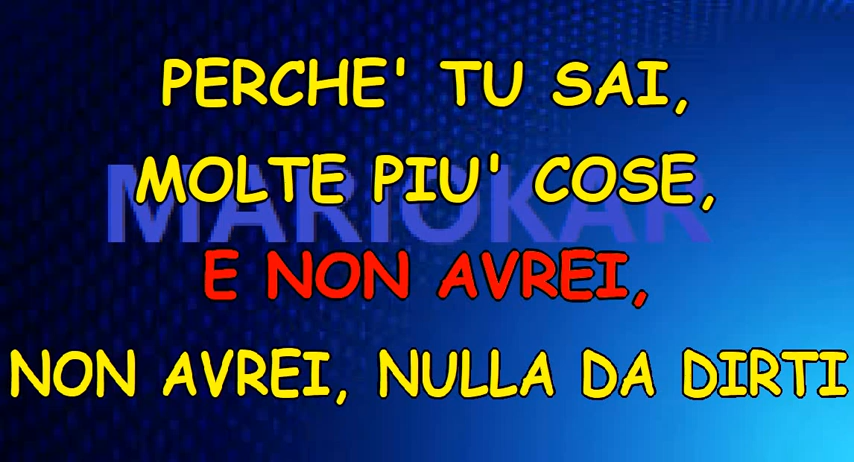 PERCHE' TU SAI,
MOLTE PIU' COSE,
MARIOKAR
E NON AVREI,
NON AVREI, NULLA DA DIRTI